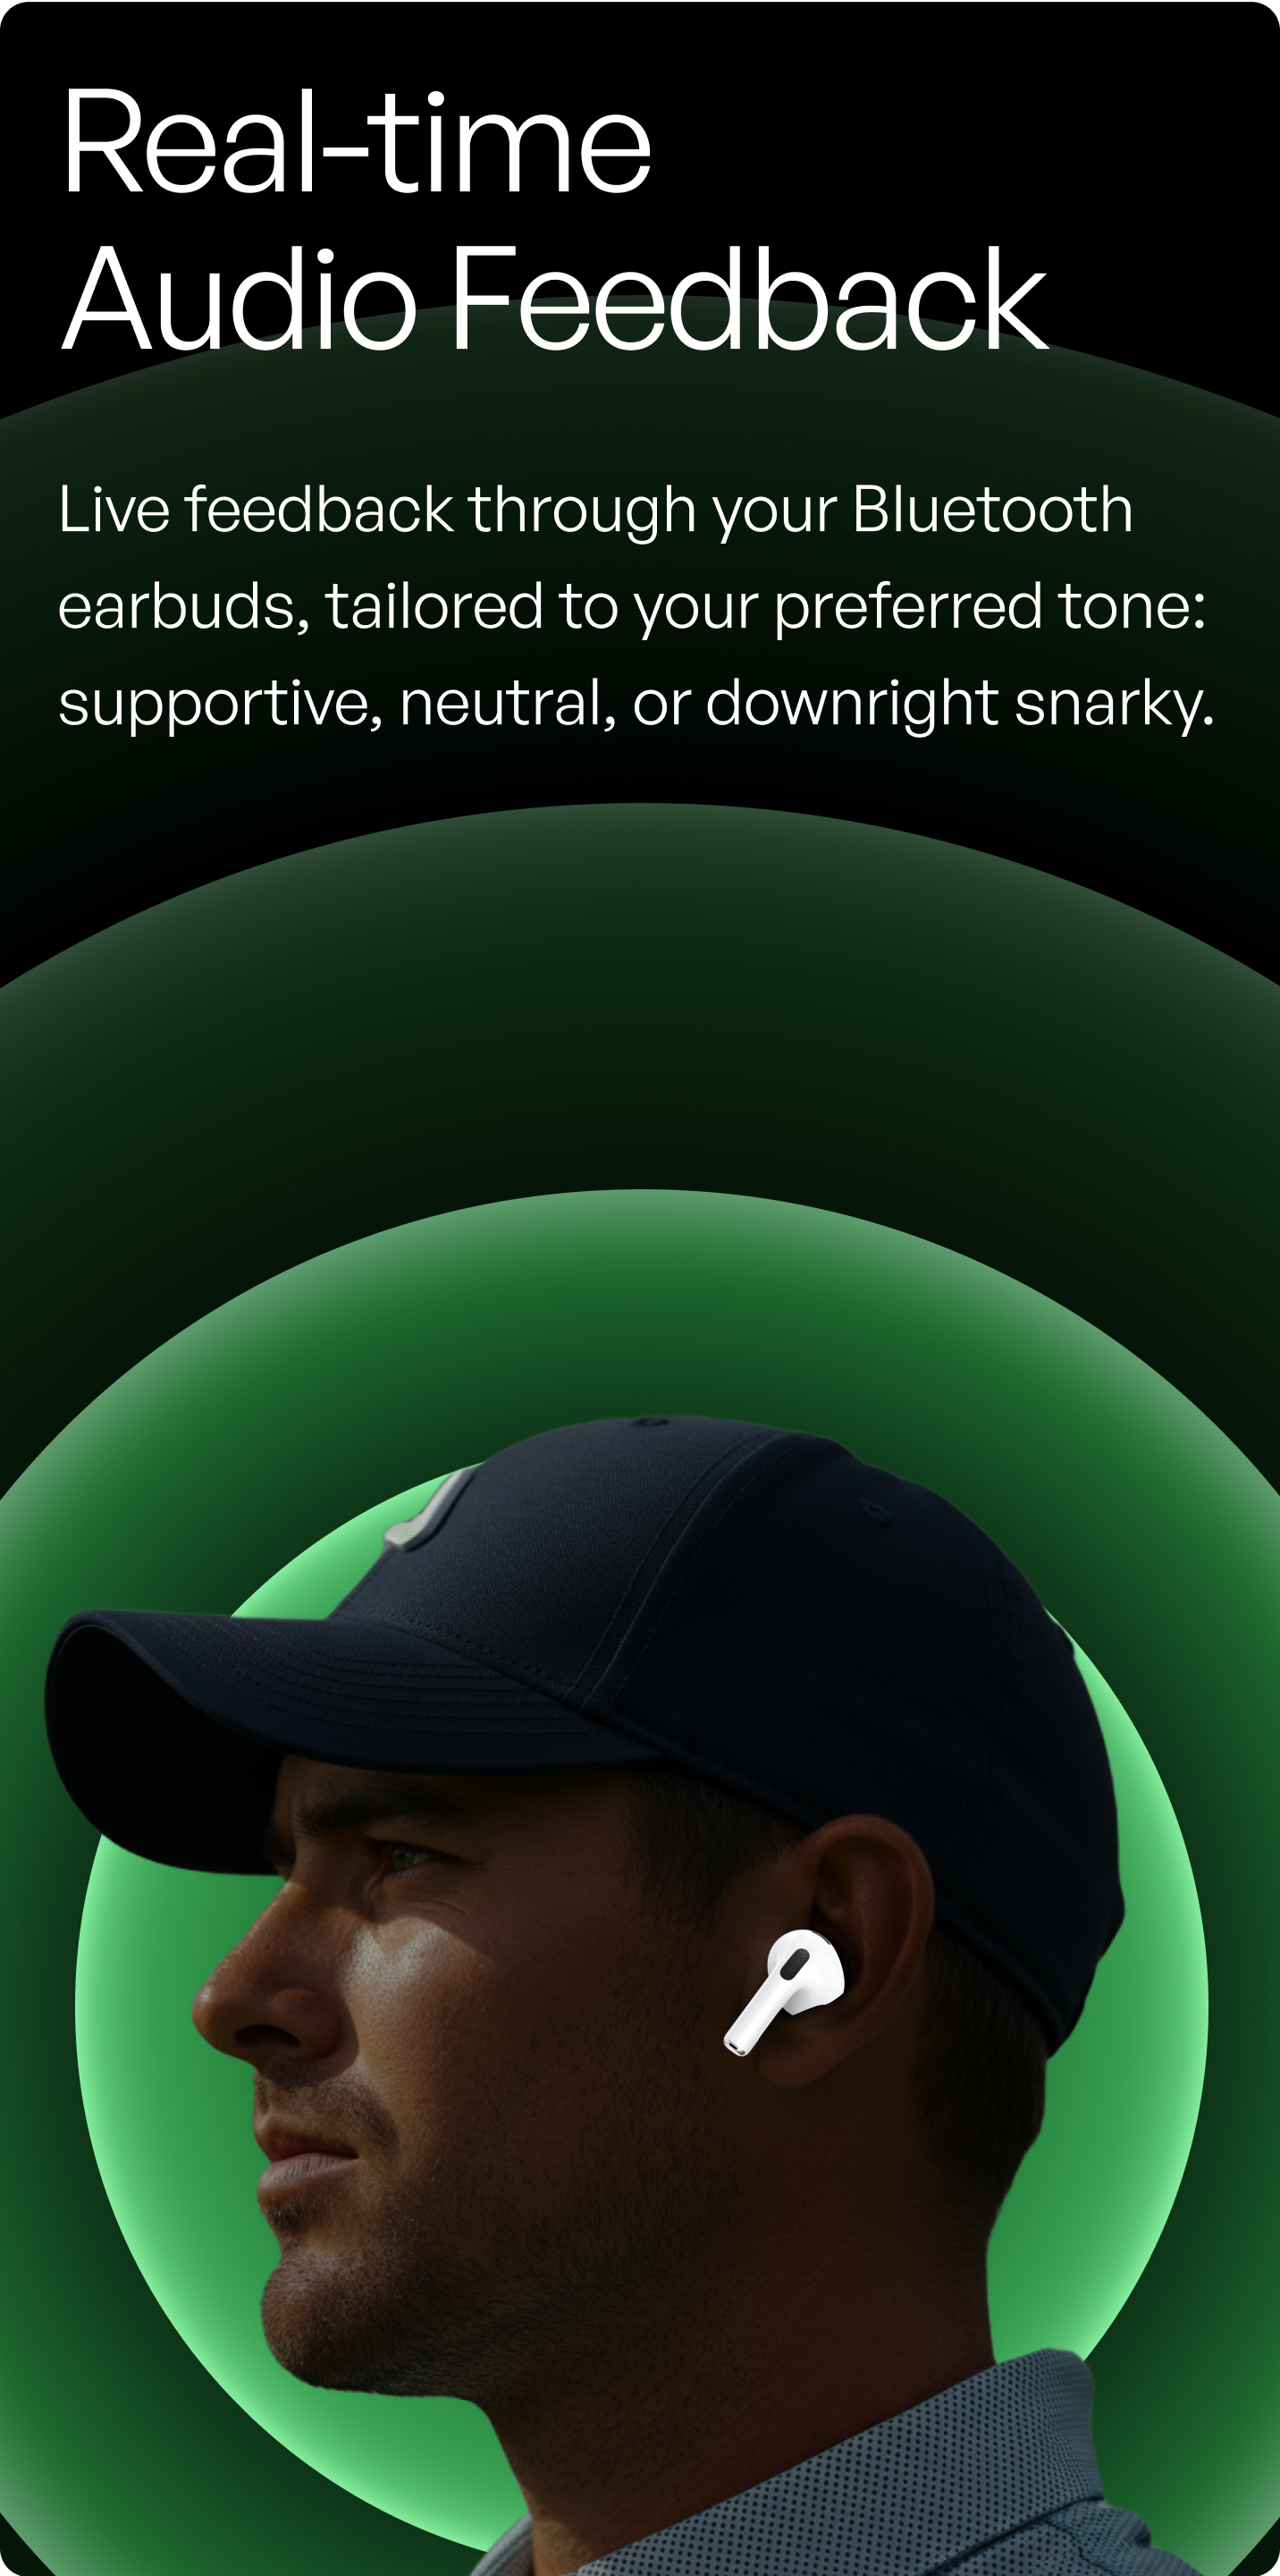 Real-time
Audio Feedback
Live feedback through your Bluetooth
earbuds, tailored to your preferred tone:
supportive, neutral, or downright snarky.